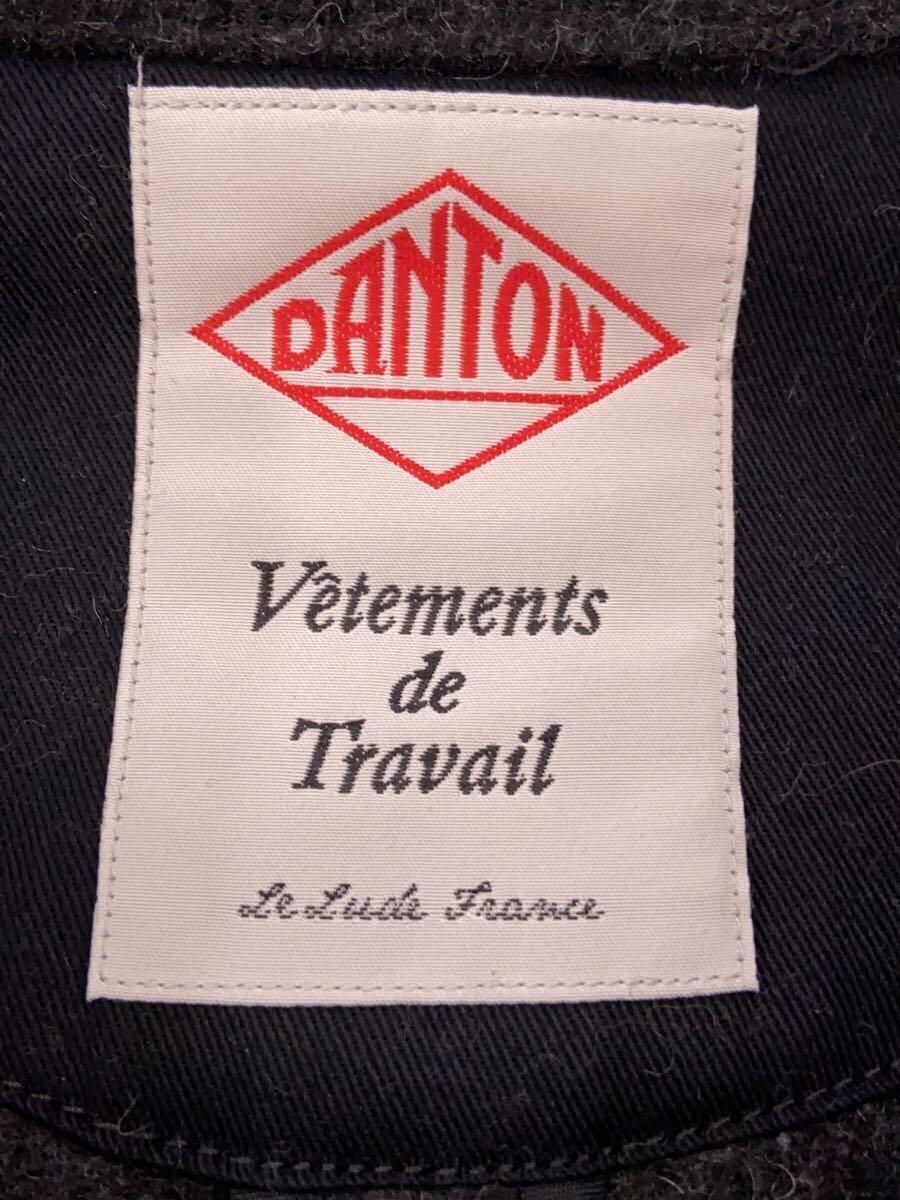 DANTON
Vêtements
de
Travail
Le Lude France